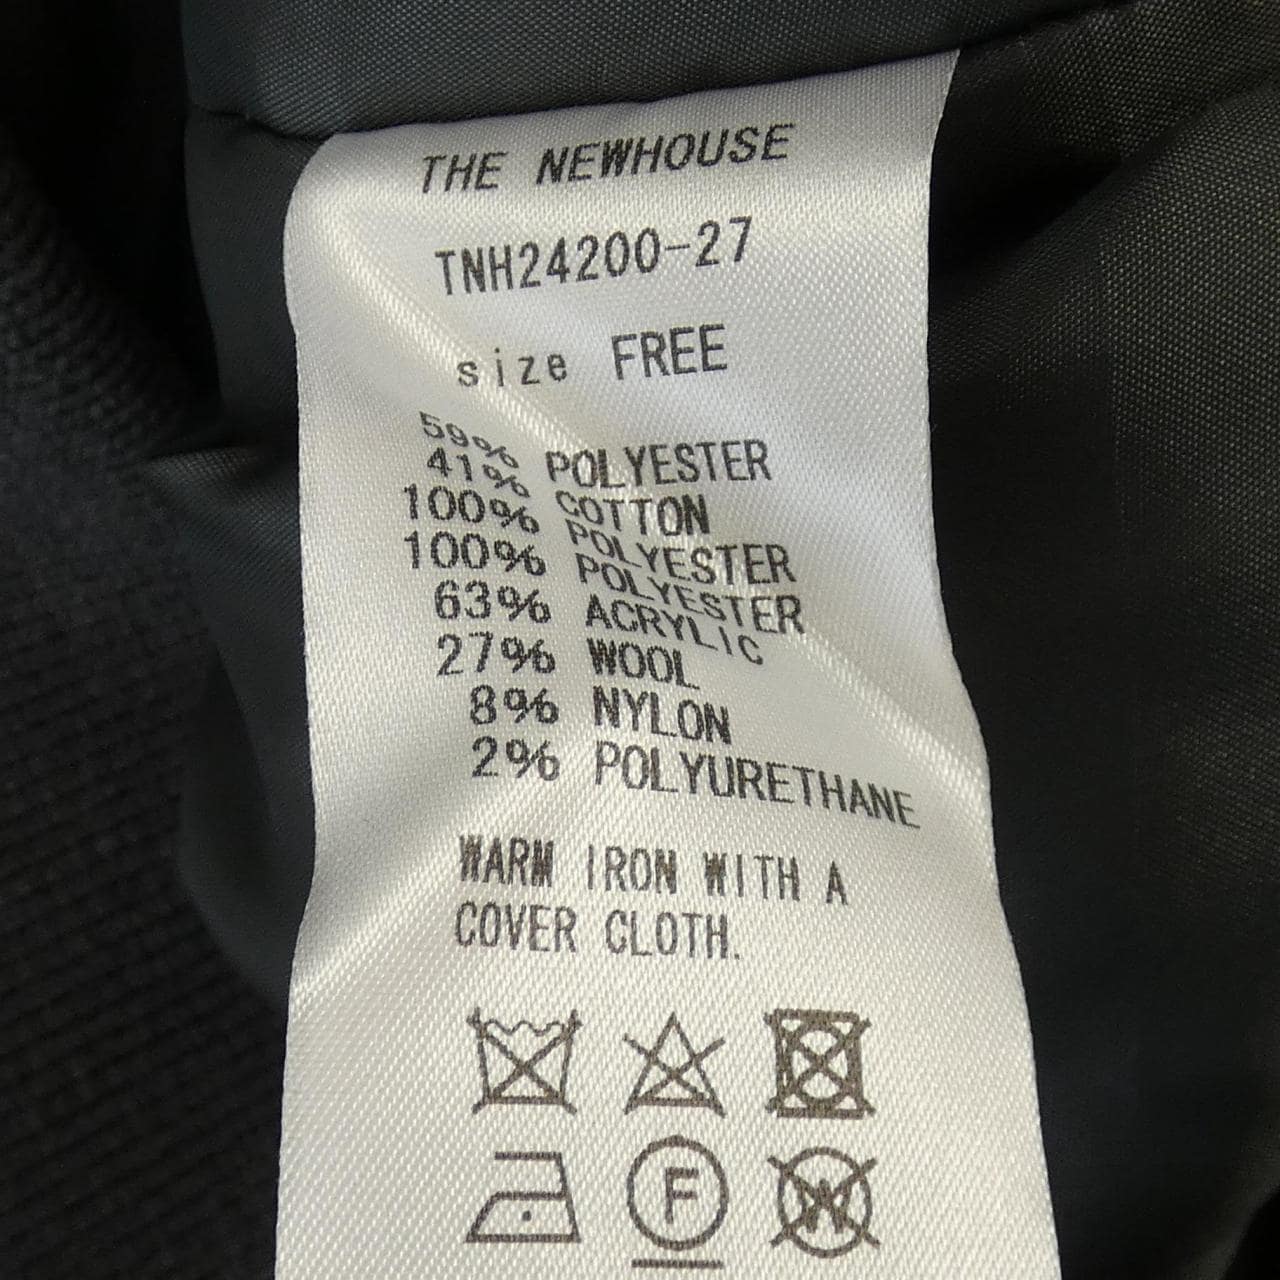 THE NEWHOUSE
TNH24200-27
size FREE
59% POLYESTER
41% COTTON
100% POLYESTER
100% POLYESTER
63% ACRYLIC
27% WOOL
8% NYLON
2% POLYURETHANE
WARM IRON WITH A
COVER CLOTH.
F
W